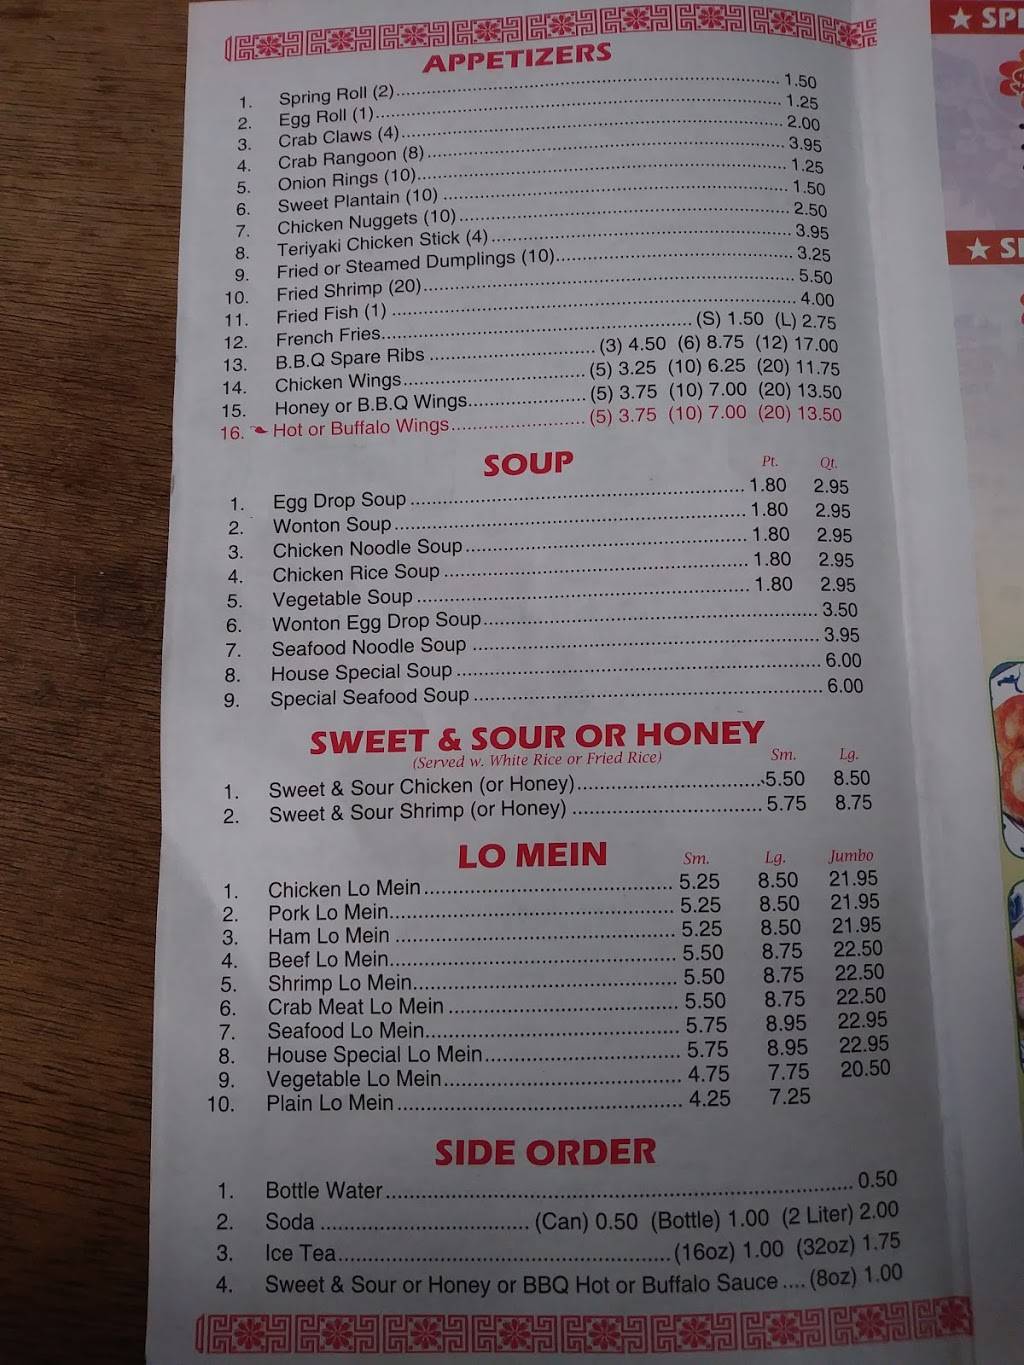 APPETIZERS
1. Spring Roll (2) 1.50
2. Egg Roll (1) 1.25
3. Crab Claws (4) 2.00
4. Crab Rangoon (8) 3.95
5. Onion Rings (10) 1.25
6. Sweet Plantain (10) 1.50
7. Chicken Nuggets (10) 2.50
8. Teriyaki Chicken Stick (4) 3.95
9. Fried or Steamed Dumplings (10) 3.25
10. Fried Shrimp (20) 5.50
11. Fried Fish (1) 4.00
12. French Fries (S) 1.50 (L) 2.75
13. B.B.Q Spare Ribs (3) 4.50 (6) 8.75 (12) 17.00
14. Chicken Wings (5) 3.25 (10) 6.25 (20) 11.75
15. Honey or B.B.Q Wings (5) 3.75 (10) 7.00 (20) 13.50
16. Hot or Buffalo Wings (5) 3.75 (10) 7.00 (20) 13.50
SOUP Pt. Qt.
1. Egg Drop Soup 1.80 2.95
2. Wonton Soup 1.80 2.95
3. Chicken Noodle Soup 1.80 2.95
4. Chicken Rice Soup 1.80 2.95
5. Vegetable Soup 1.80 2.95
6. Wonton Egg Drop Soup 3.50
7. Seafood Noodle Soup 3.95
8. House Special Soup 6.00
9. Special Seafood Soup 6.00
SWEET & SOUR OR HONEY
(Served w. White Rice or Fried Rice) Sm. Lg.
1. Sweet & Sour Chicken (or Honey) 5.50 8.50
2. Sweet & Sour Shrimp (or Honey) 5.75 8.75
LO MEIN Sm. Lg. Jumbo
1. Chicken Lo Mein 5.25 8.50 21.95
2. Pork Lo Mein 5.25 8.50 21.95
3. Ham Lo Mein 5.25 8.50 21.95
4. Beef Lo Mein 5.50 8.75 22.50
5. Shrimp Lo Mein 5.50 8.75 22.50
6. Crab Meat Lo Mein 5.50 8.75 22.50
7. Seafood Lo Mein 5.75 8.95 22.95
8. House Special Lo Mein 5.75 8.95 22.95
9. Vegetable Lo Mein 4.75 7.75 20.50
10. Plain Lo Mein 4.25 7.25
SIDE ORDER
1. Bottle Water 0.50
2. Soda (Can) 0.50 (Bottle) 1.00 (2 Liter) 2.00
3. Ice Tea (16oz) 1.00 (32oz) 1.75
4. Sweet & Sour or Honey or BBQ Hot or Buffalo Sauce (8oz) 1.00